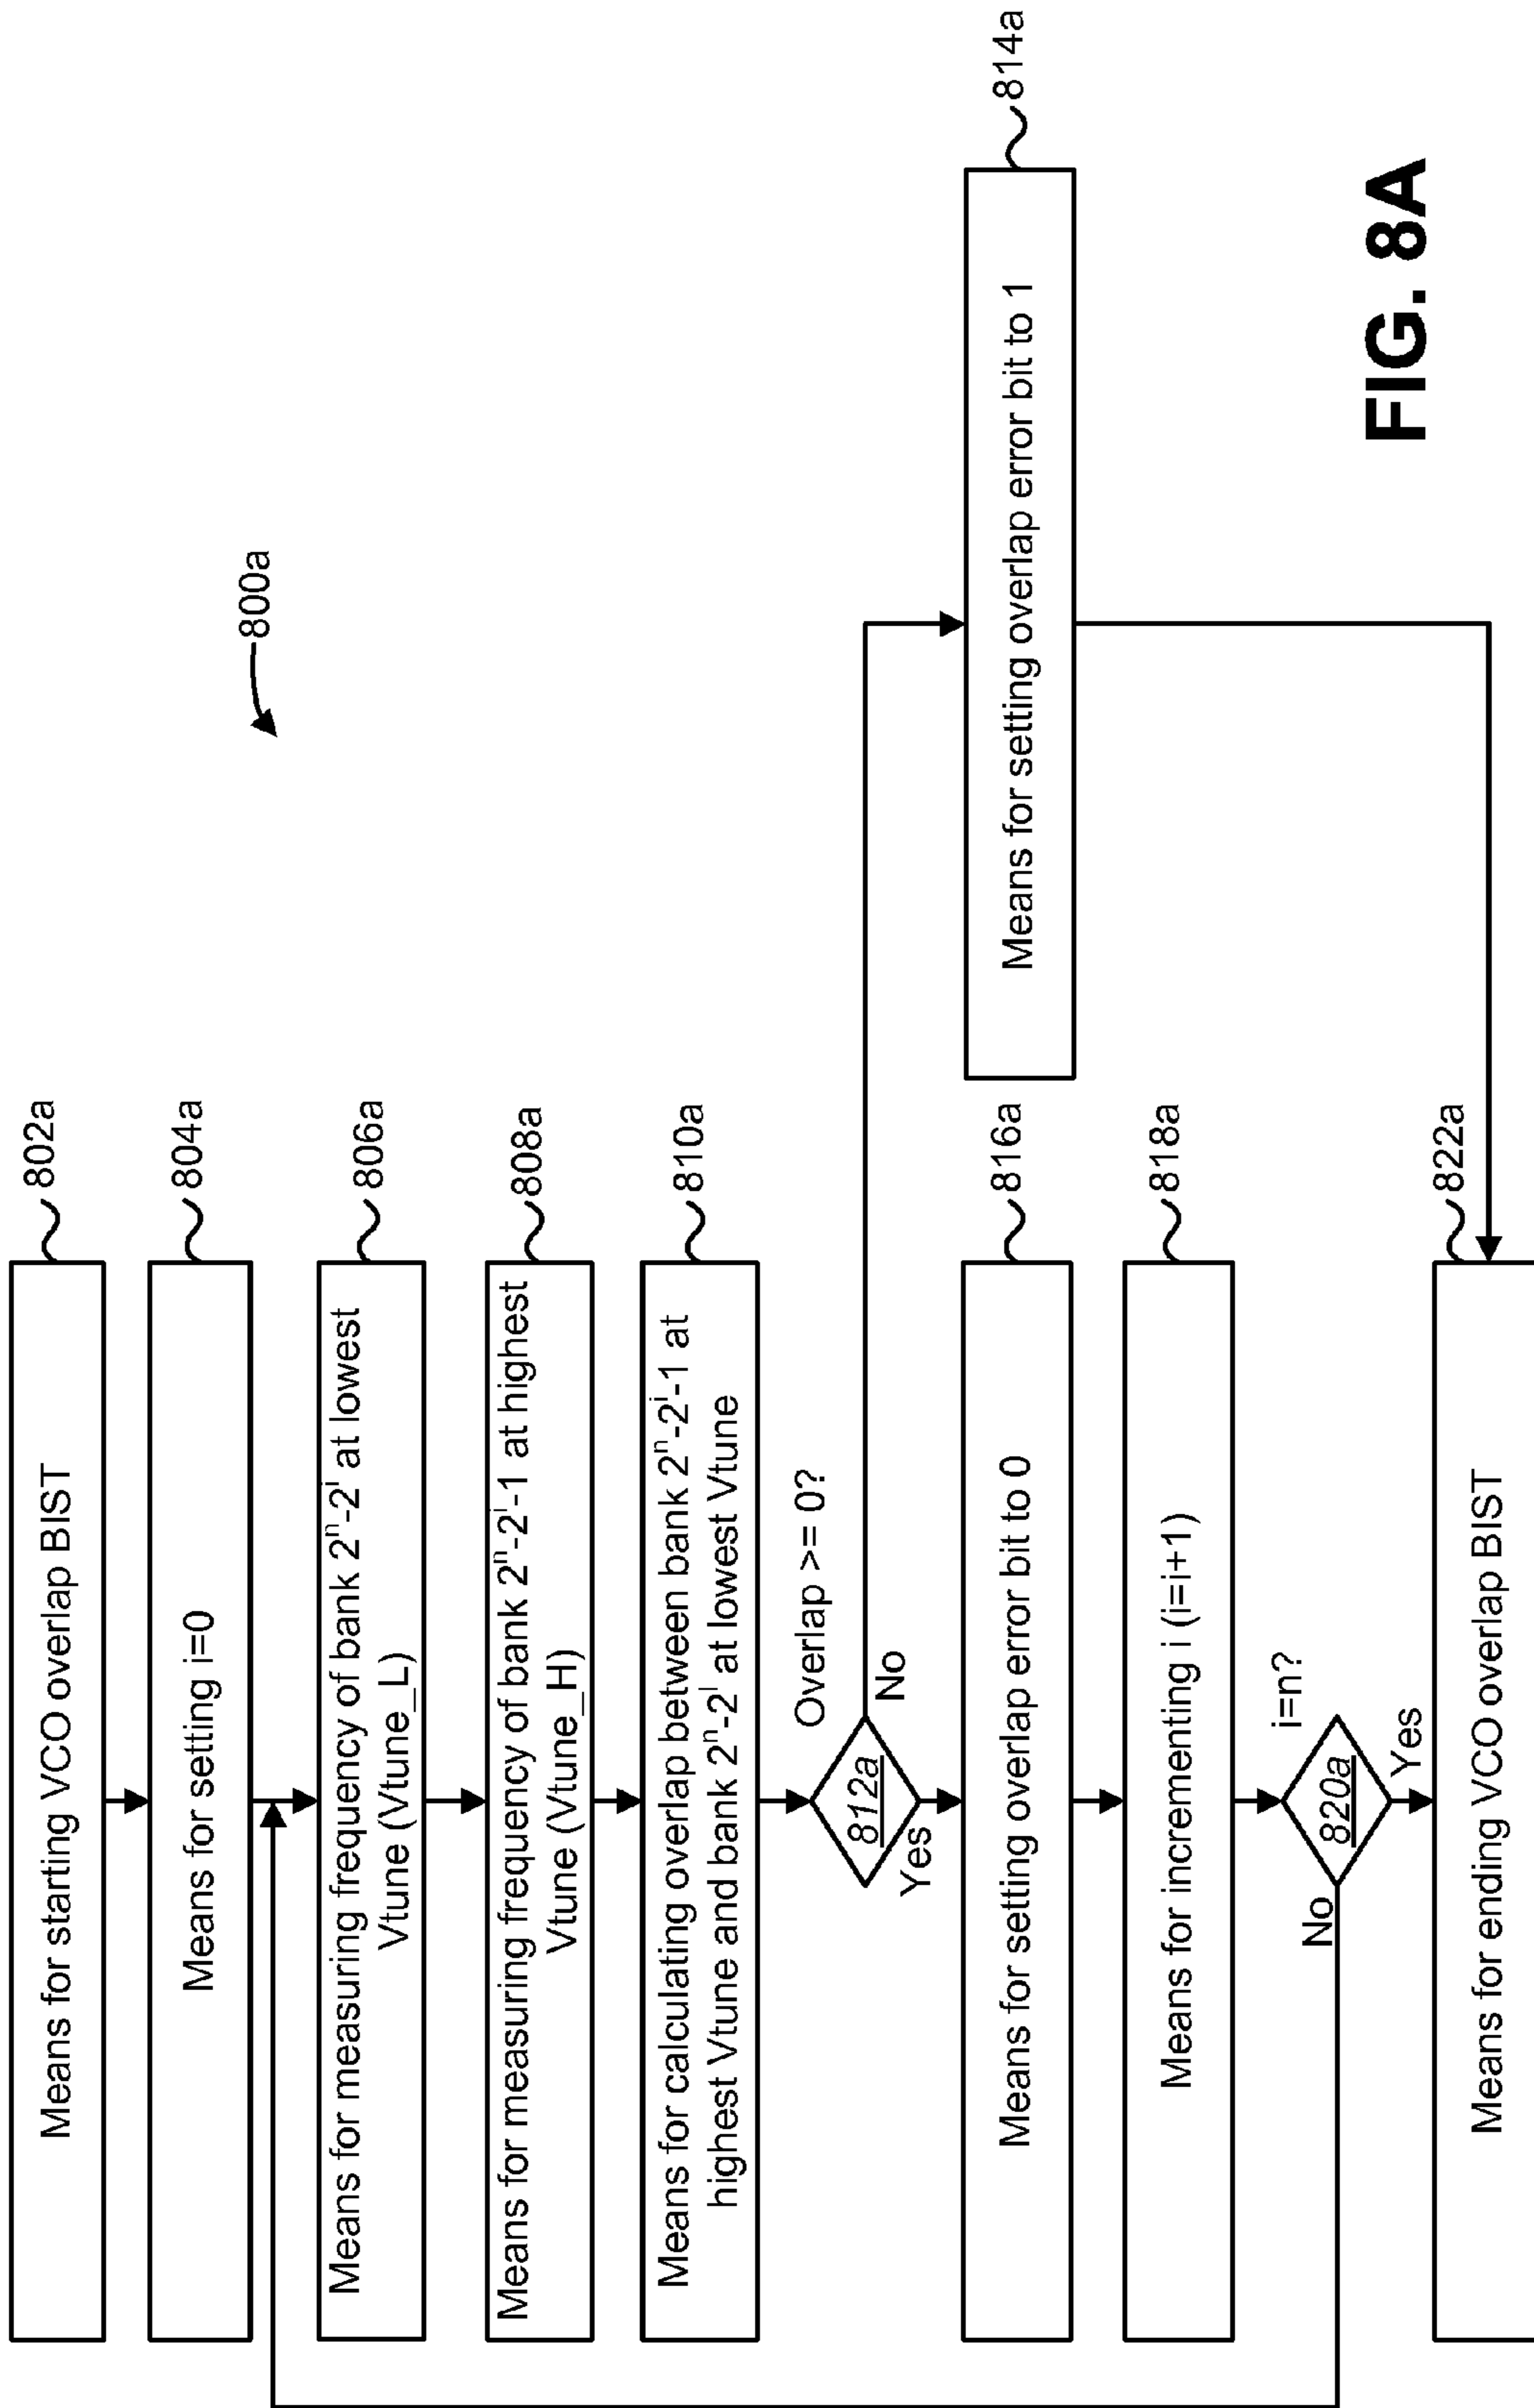 800a
Means for starting VCO overlap BIST
802a
Means for setting i=0
804a
Means for measuring frequency of bank 2ⁿ-2ⁱ at lowest
Vtune (Vtune_L)
806a
Means for measuring frequency of bank 2ⁿ-2ⁱ-1 at highest
Vtune (Vtune_H)
808a
Means for calculating overlap between bank 2ⁿ-2ⁱ-1 at
highest Vtune and bank 2ⁿ-2ⁱ at lowest Vtune
810a
Overlap >= 0?
812a
No
Yes
Means for setting overlap error bit to 1
814a
Means for setting overlap error bit to 0
816a
Means for incrementing i (i=i+1)
818a
i=n?
820a
No
Yes
Means for ending VCO overlap BIST
822a
FIG. 8A